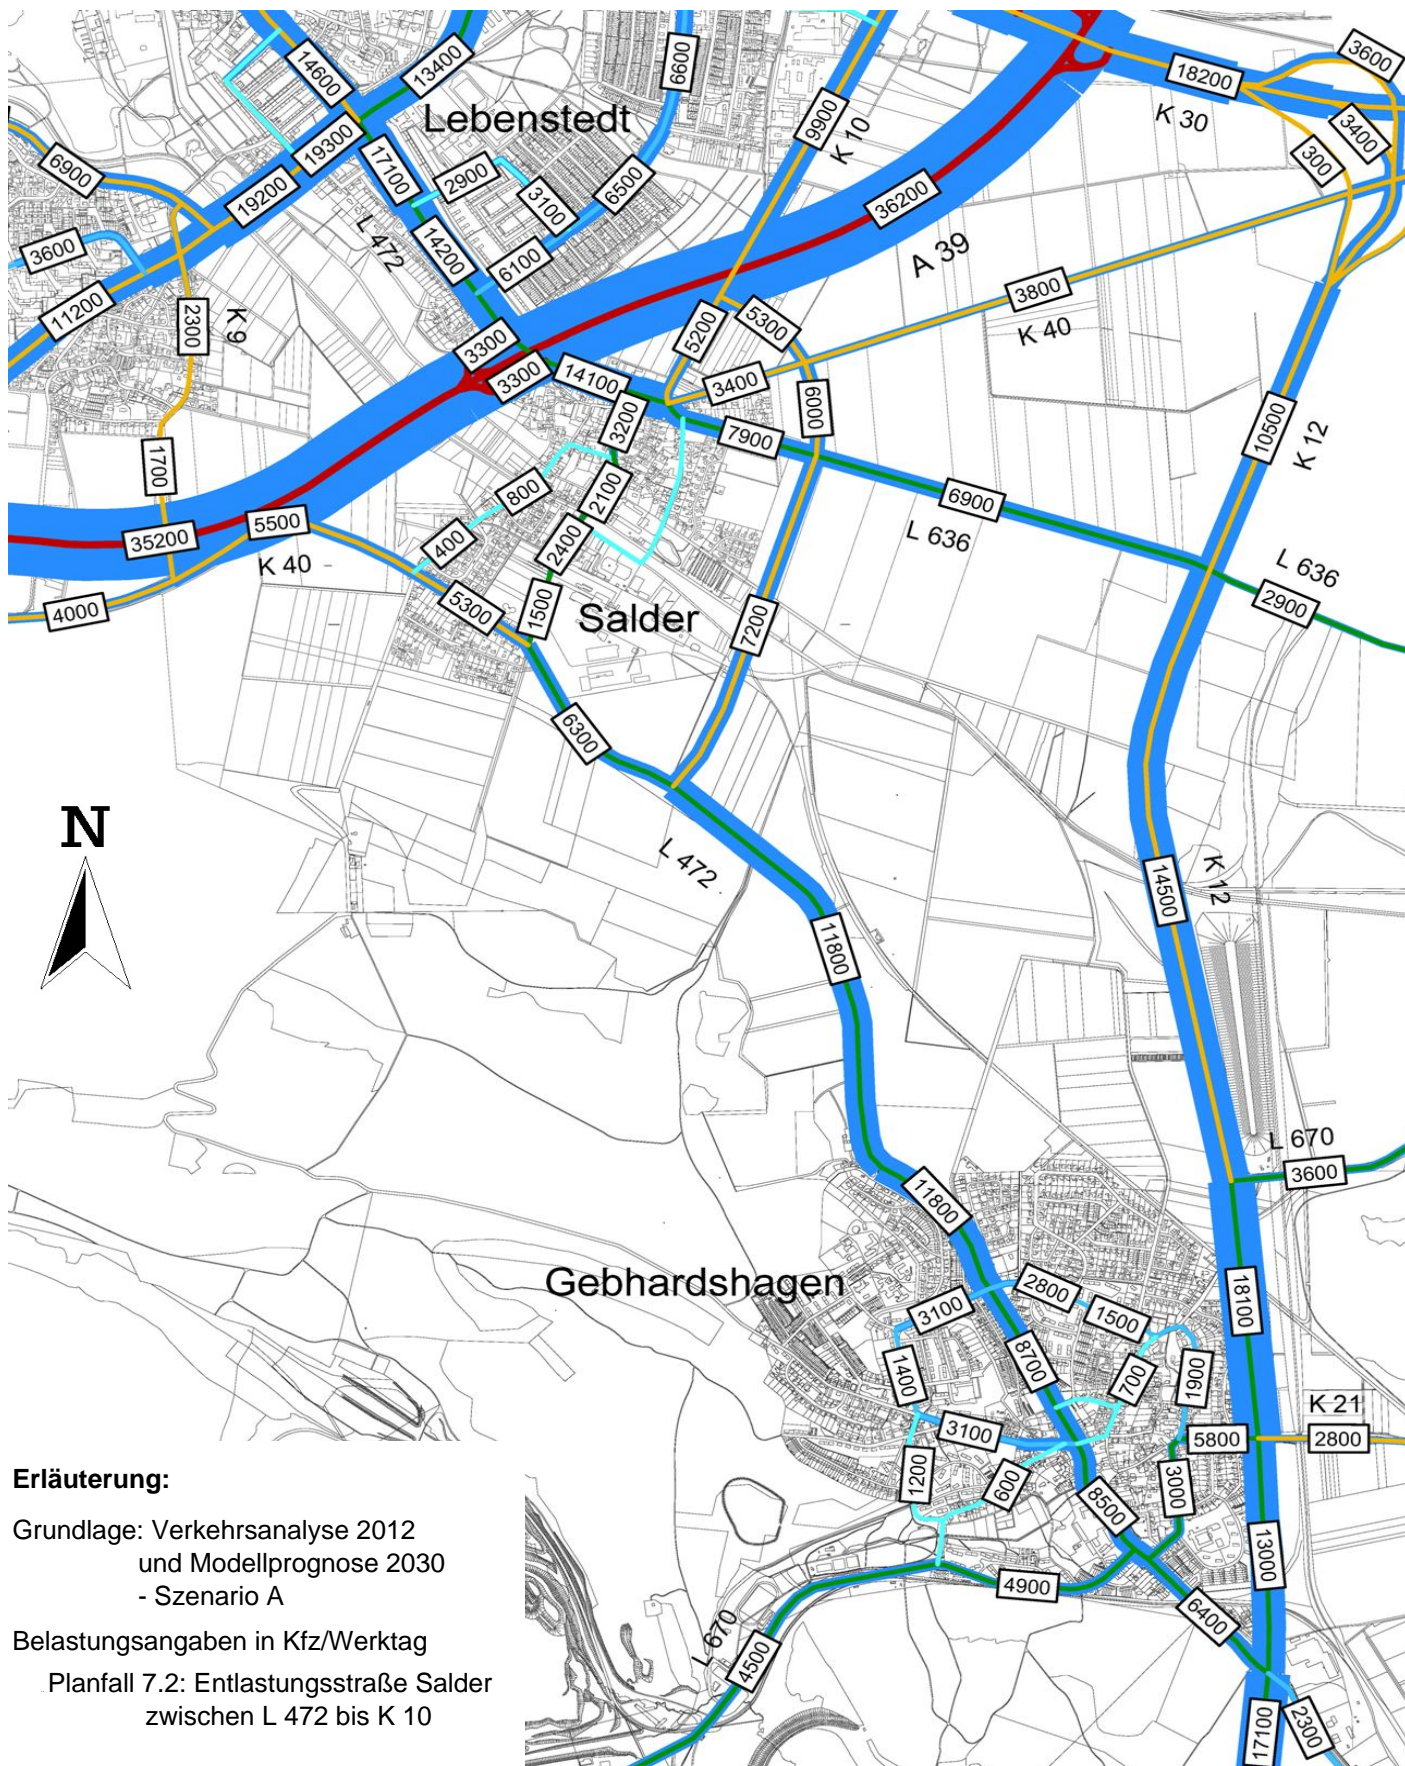 14600
13400
6600
9900
K 10
18200
K 30
3600
3400
300
Lebenstedt
19300
17100
2900
3100
6500
6900
19200
L 472
14200
6100
36200
A 39
3600
11200
2300
K 9
3300
3300
5200
5300
3800
K 40
14100
3400
6000
3200
7900
10500
K 12
1700
800
2100
6900
L 636
35200
5500
K 40
400
2400
L 636
2900
4000
5300
1500
Salder
7200
6300
N
L 472
11800
14500
K 12
L 670
3600
11800
Gebhardshagen
3100
2800
1500
18100
1400
8700
700
1900
K 21
3100
5800
2800
1200
600
3000
8500
13000
4900
6400
L 670
4500
17100
2300
Erläuterung:
Grundlage: Verkehrsanalyse 2012
und Modellprognose 2030
- Szenario A
Belastungsangaben in Kfz/Werktag
Planfall 7.2: Entlastungsstraße Salder
zwischen L 472 bis K 10